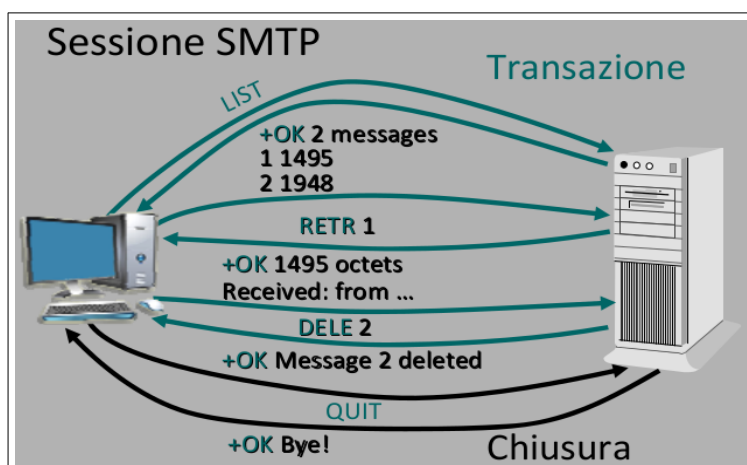 Sessione SMTP
Transazione
LIST
+OK 2 messages
1 1495
2 1948
RETR 1
+OK 1495 octets
Received: from ...
DELE 2
+OK Message 2 deleted
QUIT
+OK Bye!
Chiusura